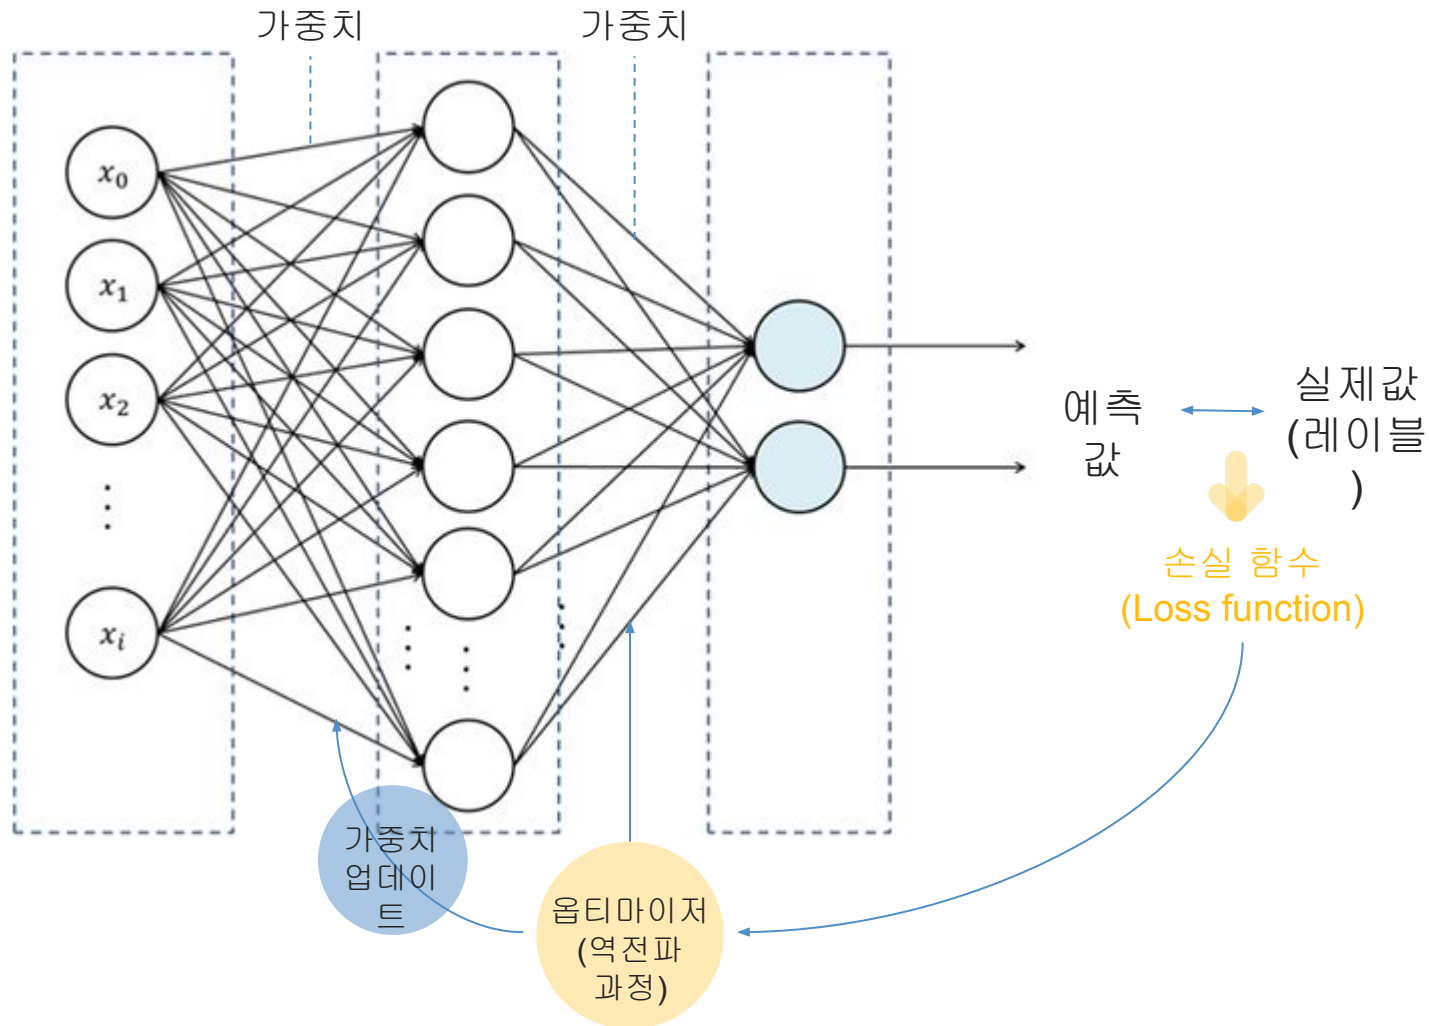 가중치
가중치
x₀
x₁
x₂
xᵢ
예측
값
실제값
(레이블
)
손실 함수
(Loss function)
가중치
업데이
트
옵티마이저
(역전파
과정)